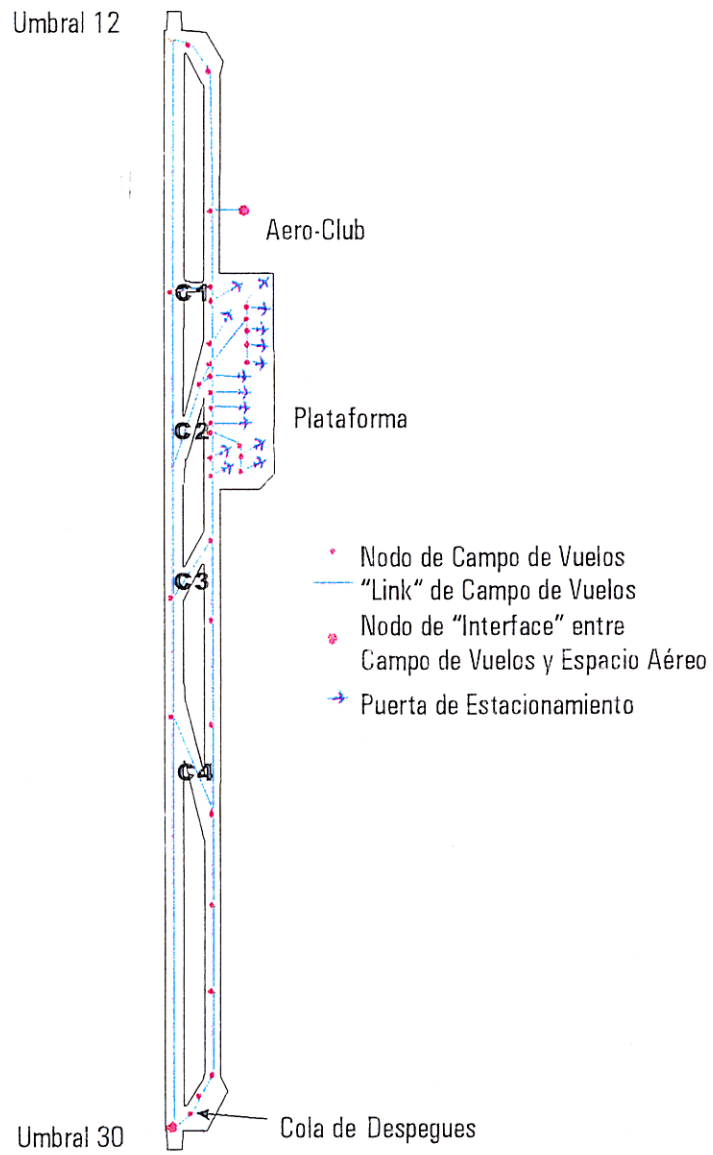 Umbral 12
Aero-Club
C1
Plataforma
C2
Nodo de Campo de Vuelos
C3
"Link" de Campo de Vuelos
Nodo de "Interface" entre
Campo de Vuelos y Espacio Aéreo
Puerta de Estacionamiento
C4
Cola de Despegues
Umbral 30